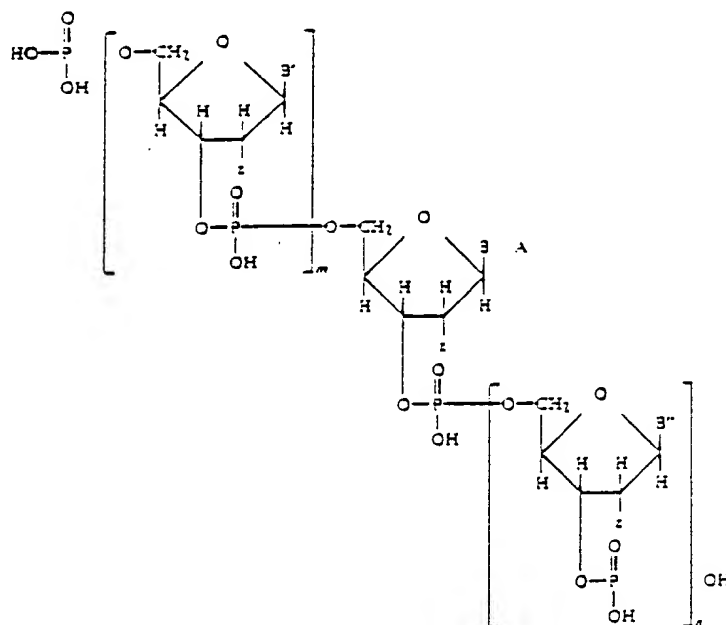 O
HO P O CH2 O
OH B'
H H H H
z
O
O P O CH2 O
OH m B A
H H H H
z
O
O P O CH2 O
OH B"
H H H H
z
O
O P OH
OH